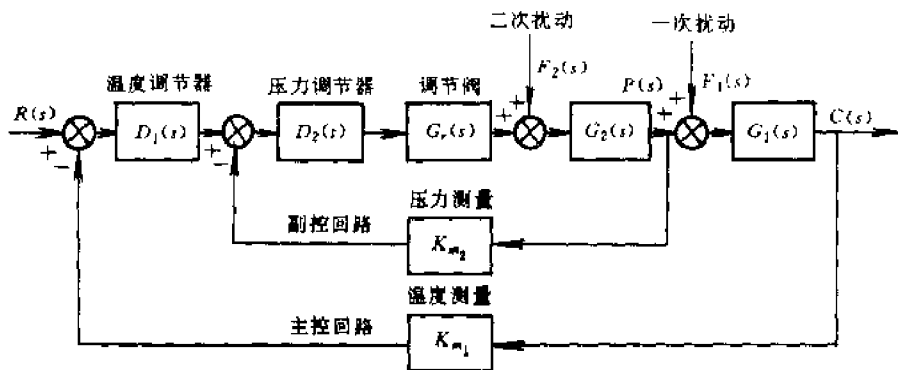 二次扰动
一次扰动
温度调节器
压力调节器
调节阀
F₂(s)
P(s)
F₁(s)
R(s)
D₁(s)
D₂(s)
Gᵥ(s)
G₂(s)
G₁(s)
C(s)
+
−
+
−
+
+
+
+
压力测量
副控回路
Kₘ₂
温度测量
主控回路
Kₘ₁